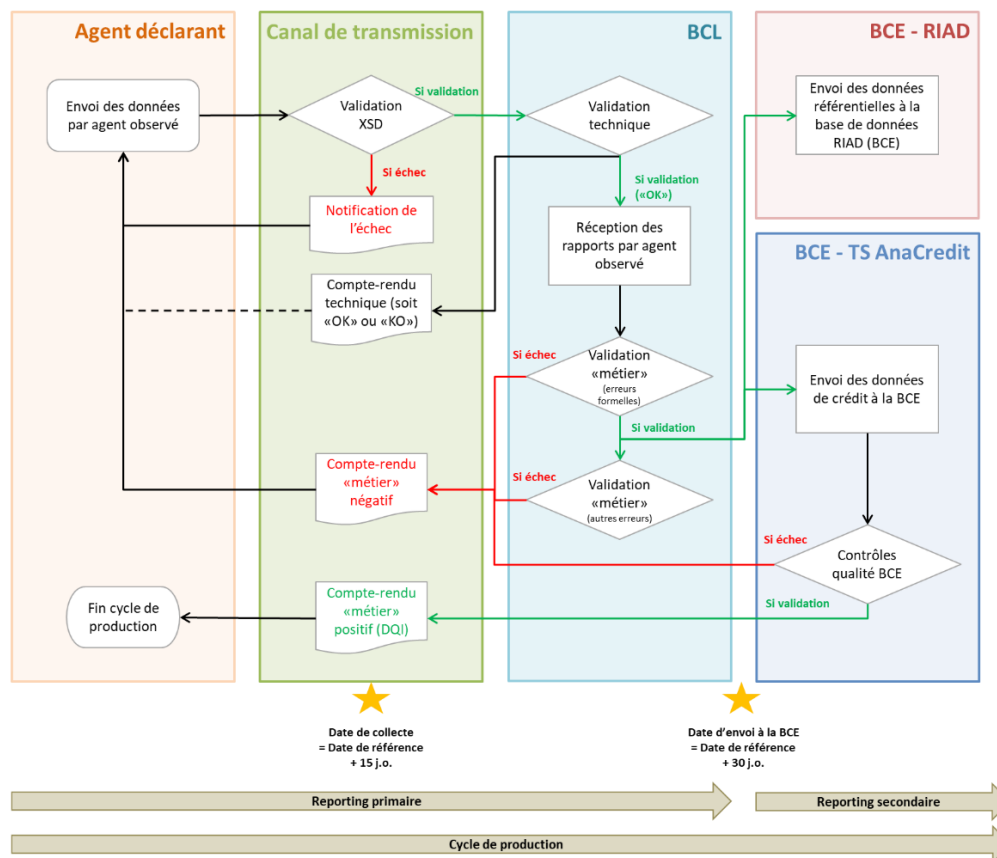 Agent déclarant
Canal de transmission
BCL
BCE - RIAD
Envoi des données
par agent observé
Validation
XSD
Si validation
Validation
technique
Envoi des données
référentielles à la
base de données
RIAD (BCE)
Si échec
Si validation
(«OK»)
Notification de
l'échec
Réception des
rapports par agent
observé
BCE - TS AnaCredit
Compte-rendu
technique (soit
«OK» ou «KO»)
Si échec
Validation
«métier»
(erreurs
formelles)
Envoi des données
de crédit à la BCE
Si validation
Compte-rendu
«métier»
négatif
Si échec
Validation
«métier»
(autres erreurs)
Si échec
Contrôles
qualité BCE
Si validation
Fin cycle de
production
Compte-rendu
«métier»
positif (DQI)
Date de collecte
= Date de référence
+ 15 j.o.
Date d'envoi à la BCE
= Date de référence
+ 30 j.o.
Reporting primaire
Reporting secondaire
Cycle de production